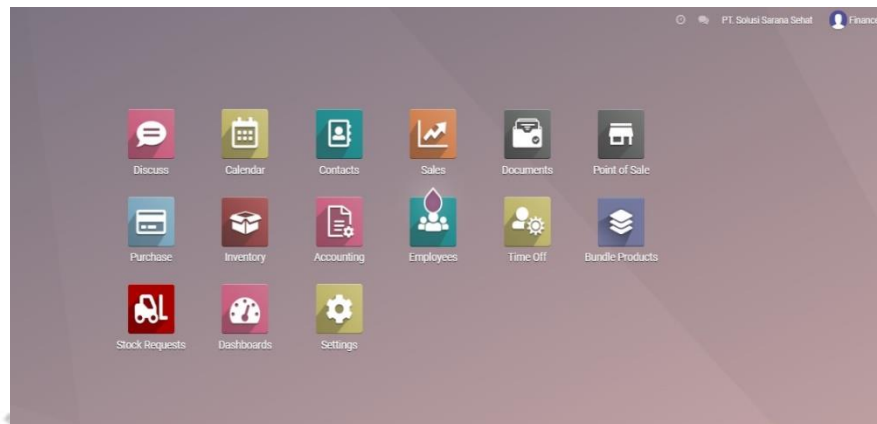 PT. Solusi Sarana Sehat Finance
Discuss Calendar Contacts Sales Documents Point of Sale
Purchase Inventory Accounting Employees Time Off Bundle Products
Stock Requests Dashboards Settings